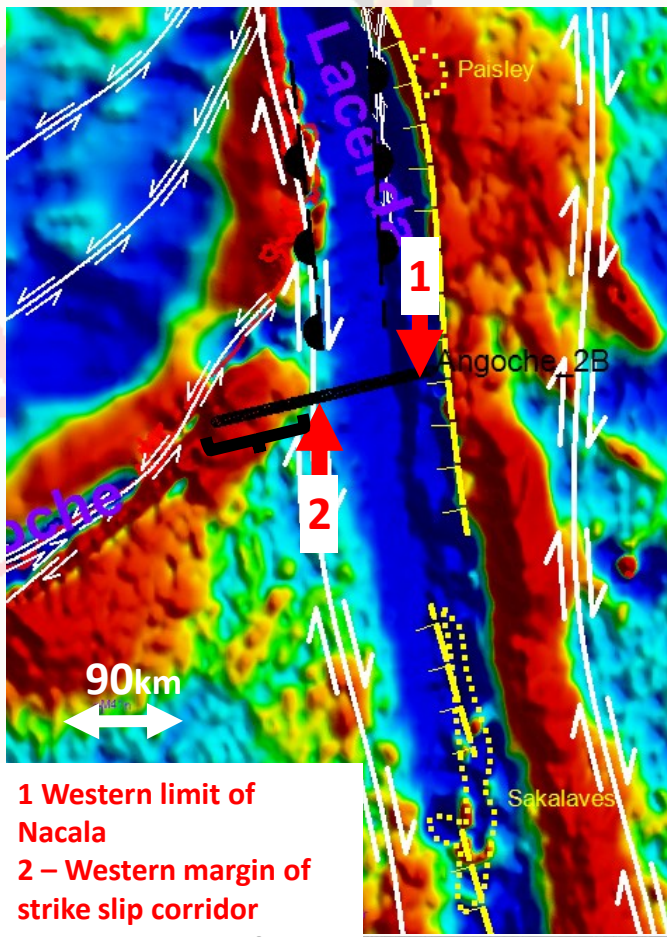 Lacerda
Paisley
1
Angoche_2B
2
oche
90km
Sakalaves
1 Western limit of
Nacala
2 – Western margin of
strike slip corridor